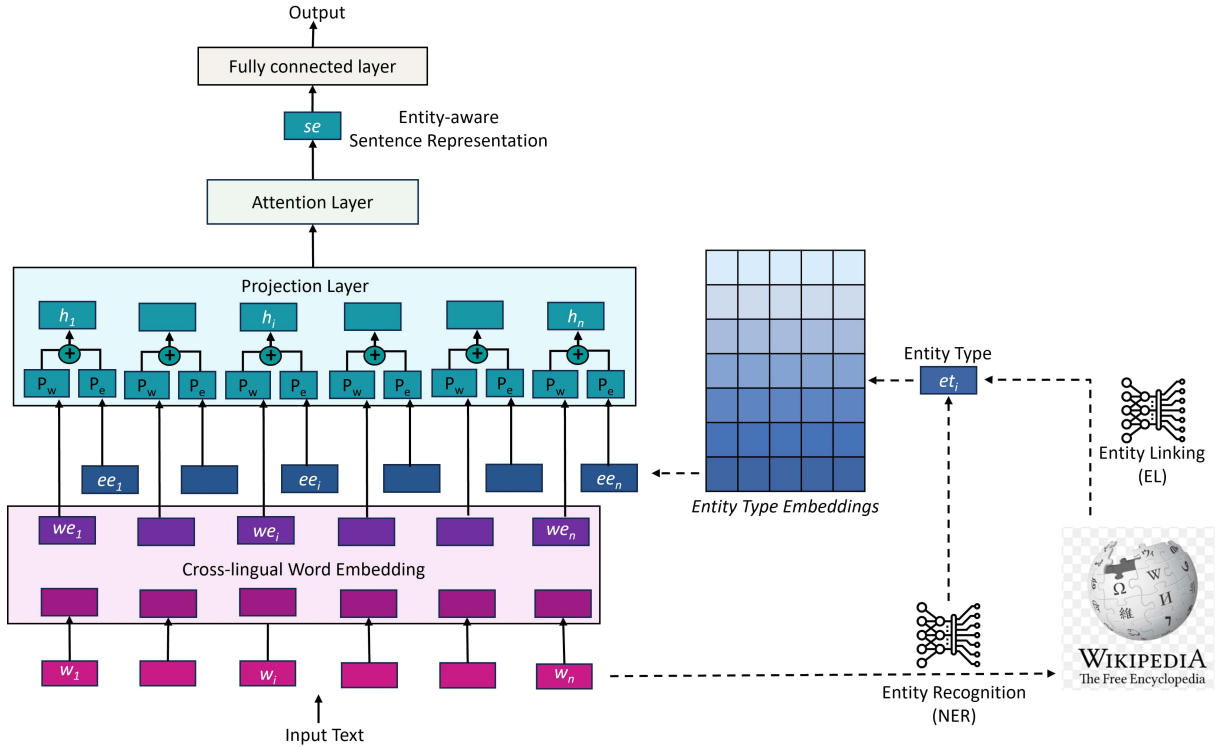 Output
Fully connected layer
se
Entity-aware
Sentence Representation
Attention Layer
Projection Layer
h1 hi hn
+ + + + + +
Pw Pe Pw Pe Pw Pe Pw Pe Pw Pe Pw Pe
Entity Type
eti
Entity Linking
(EL)
ee1 eei een
Entity Type Embeddings
we1 wei wen
Cross-lingual Word Embedding
w1 wi wn
Input Text
Entity Recognition
(NER)
Ω W И 維
WIKIPEDIA
The Free Encyclopedia